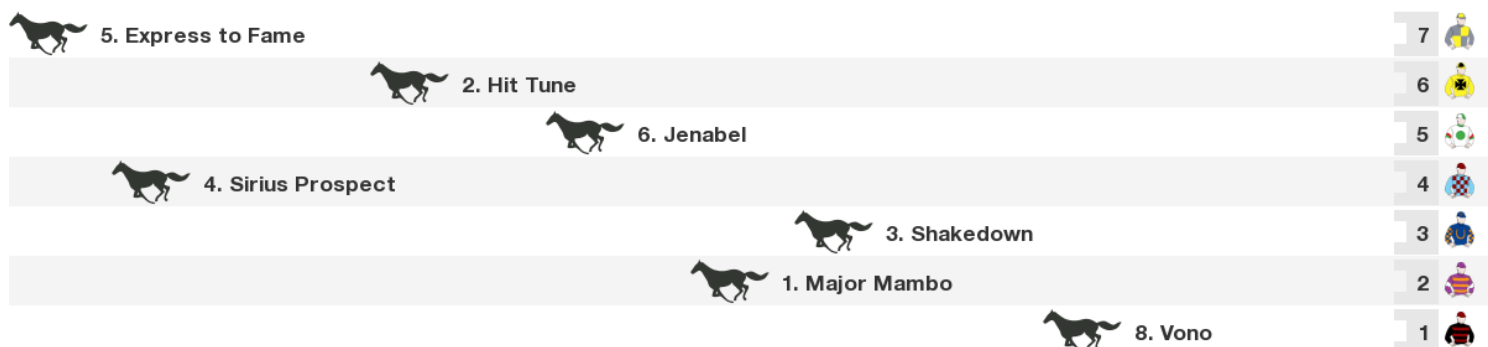 5. Express to Fame 7
2. Hit Tune 6
6. Jenabel 5
4. Sirius Prospect 4
3. Shakedown 3
1. Major Mambo 2
8. Vono 1